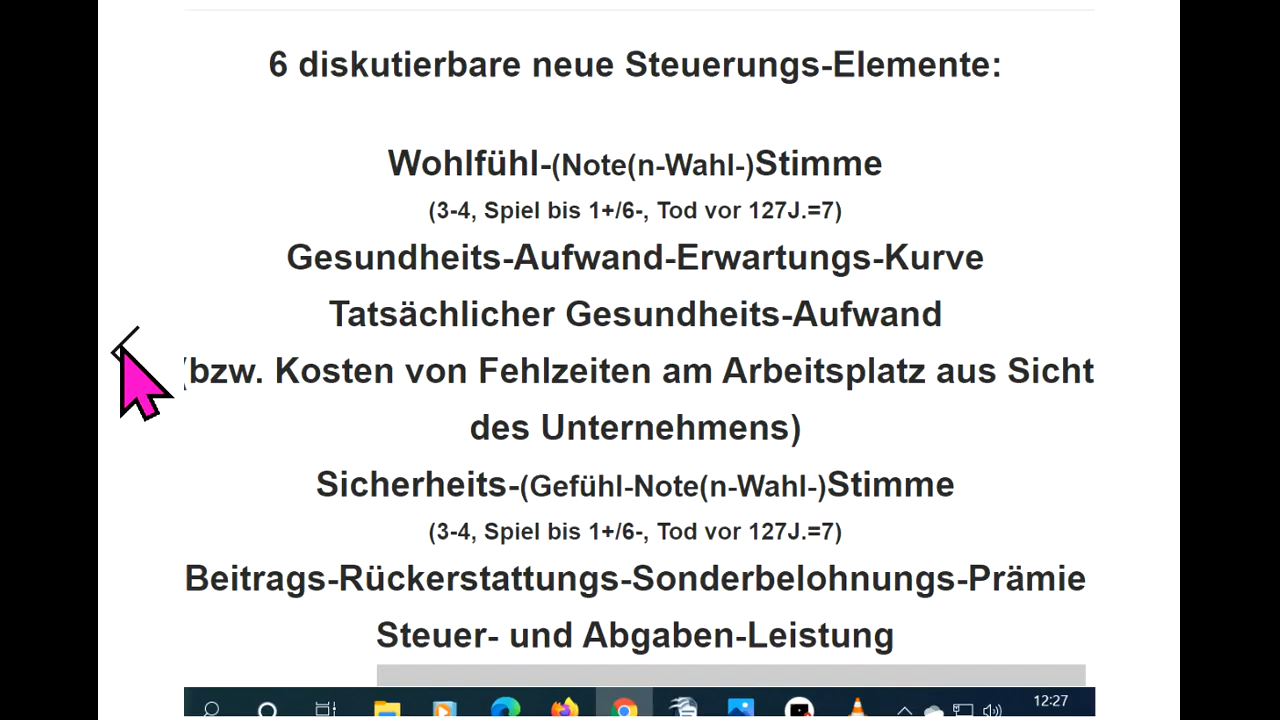 6 diskutierbare neue Steuerungs-Elemente:
Wohlfühl-(Note(n-Wahl-)Stimme
(3-4, Spiel bis 1+/6-, Tod vor 127J.=7)
Gesundheits-Aufwand-Erwartungs-Kurve
Tatsächlicher Gesundheits-Aufwand
(bzw. Kosten von Fehlzeiten am Arbeitsplatz aus Sicht
des Unternehmens)
Sicherheits-(Gefühl-Note(n-Wahl-)Stimme
(3-4, Spiel bis 1+/6-, Tod vor 127J.=7)
Beitrags-Rückerstattungs-Sonderbelohnungs-Prämie
Steuer- und Abgaben-Leistung
12:27